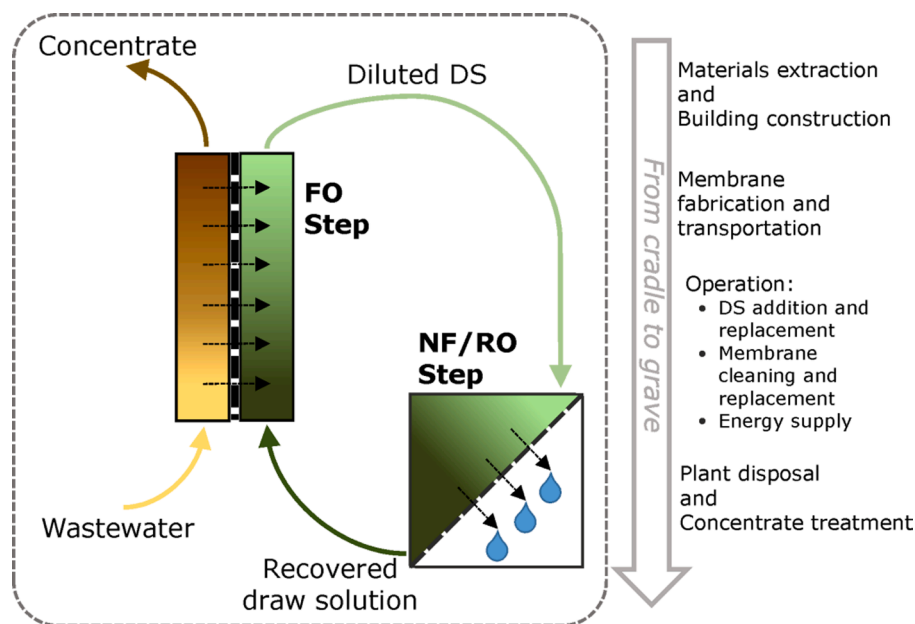 Concentrate
Diluted DS
FO
Step
NF/RO
Step
Wastewater
Recovered
draw solution
From cradle to grave
Materials extraction
and
Building construction
Membrane
fabrication and
transportation
Operation:
• DS addition and
replacement
• Membrane
cleaning and
replacement
• Energy supply
Plant disposal
and
Concentrate treatment